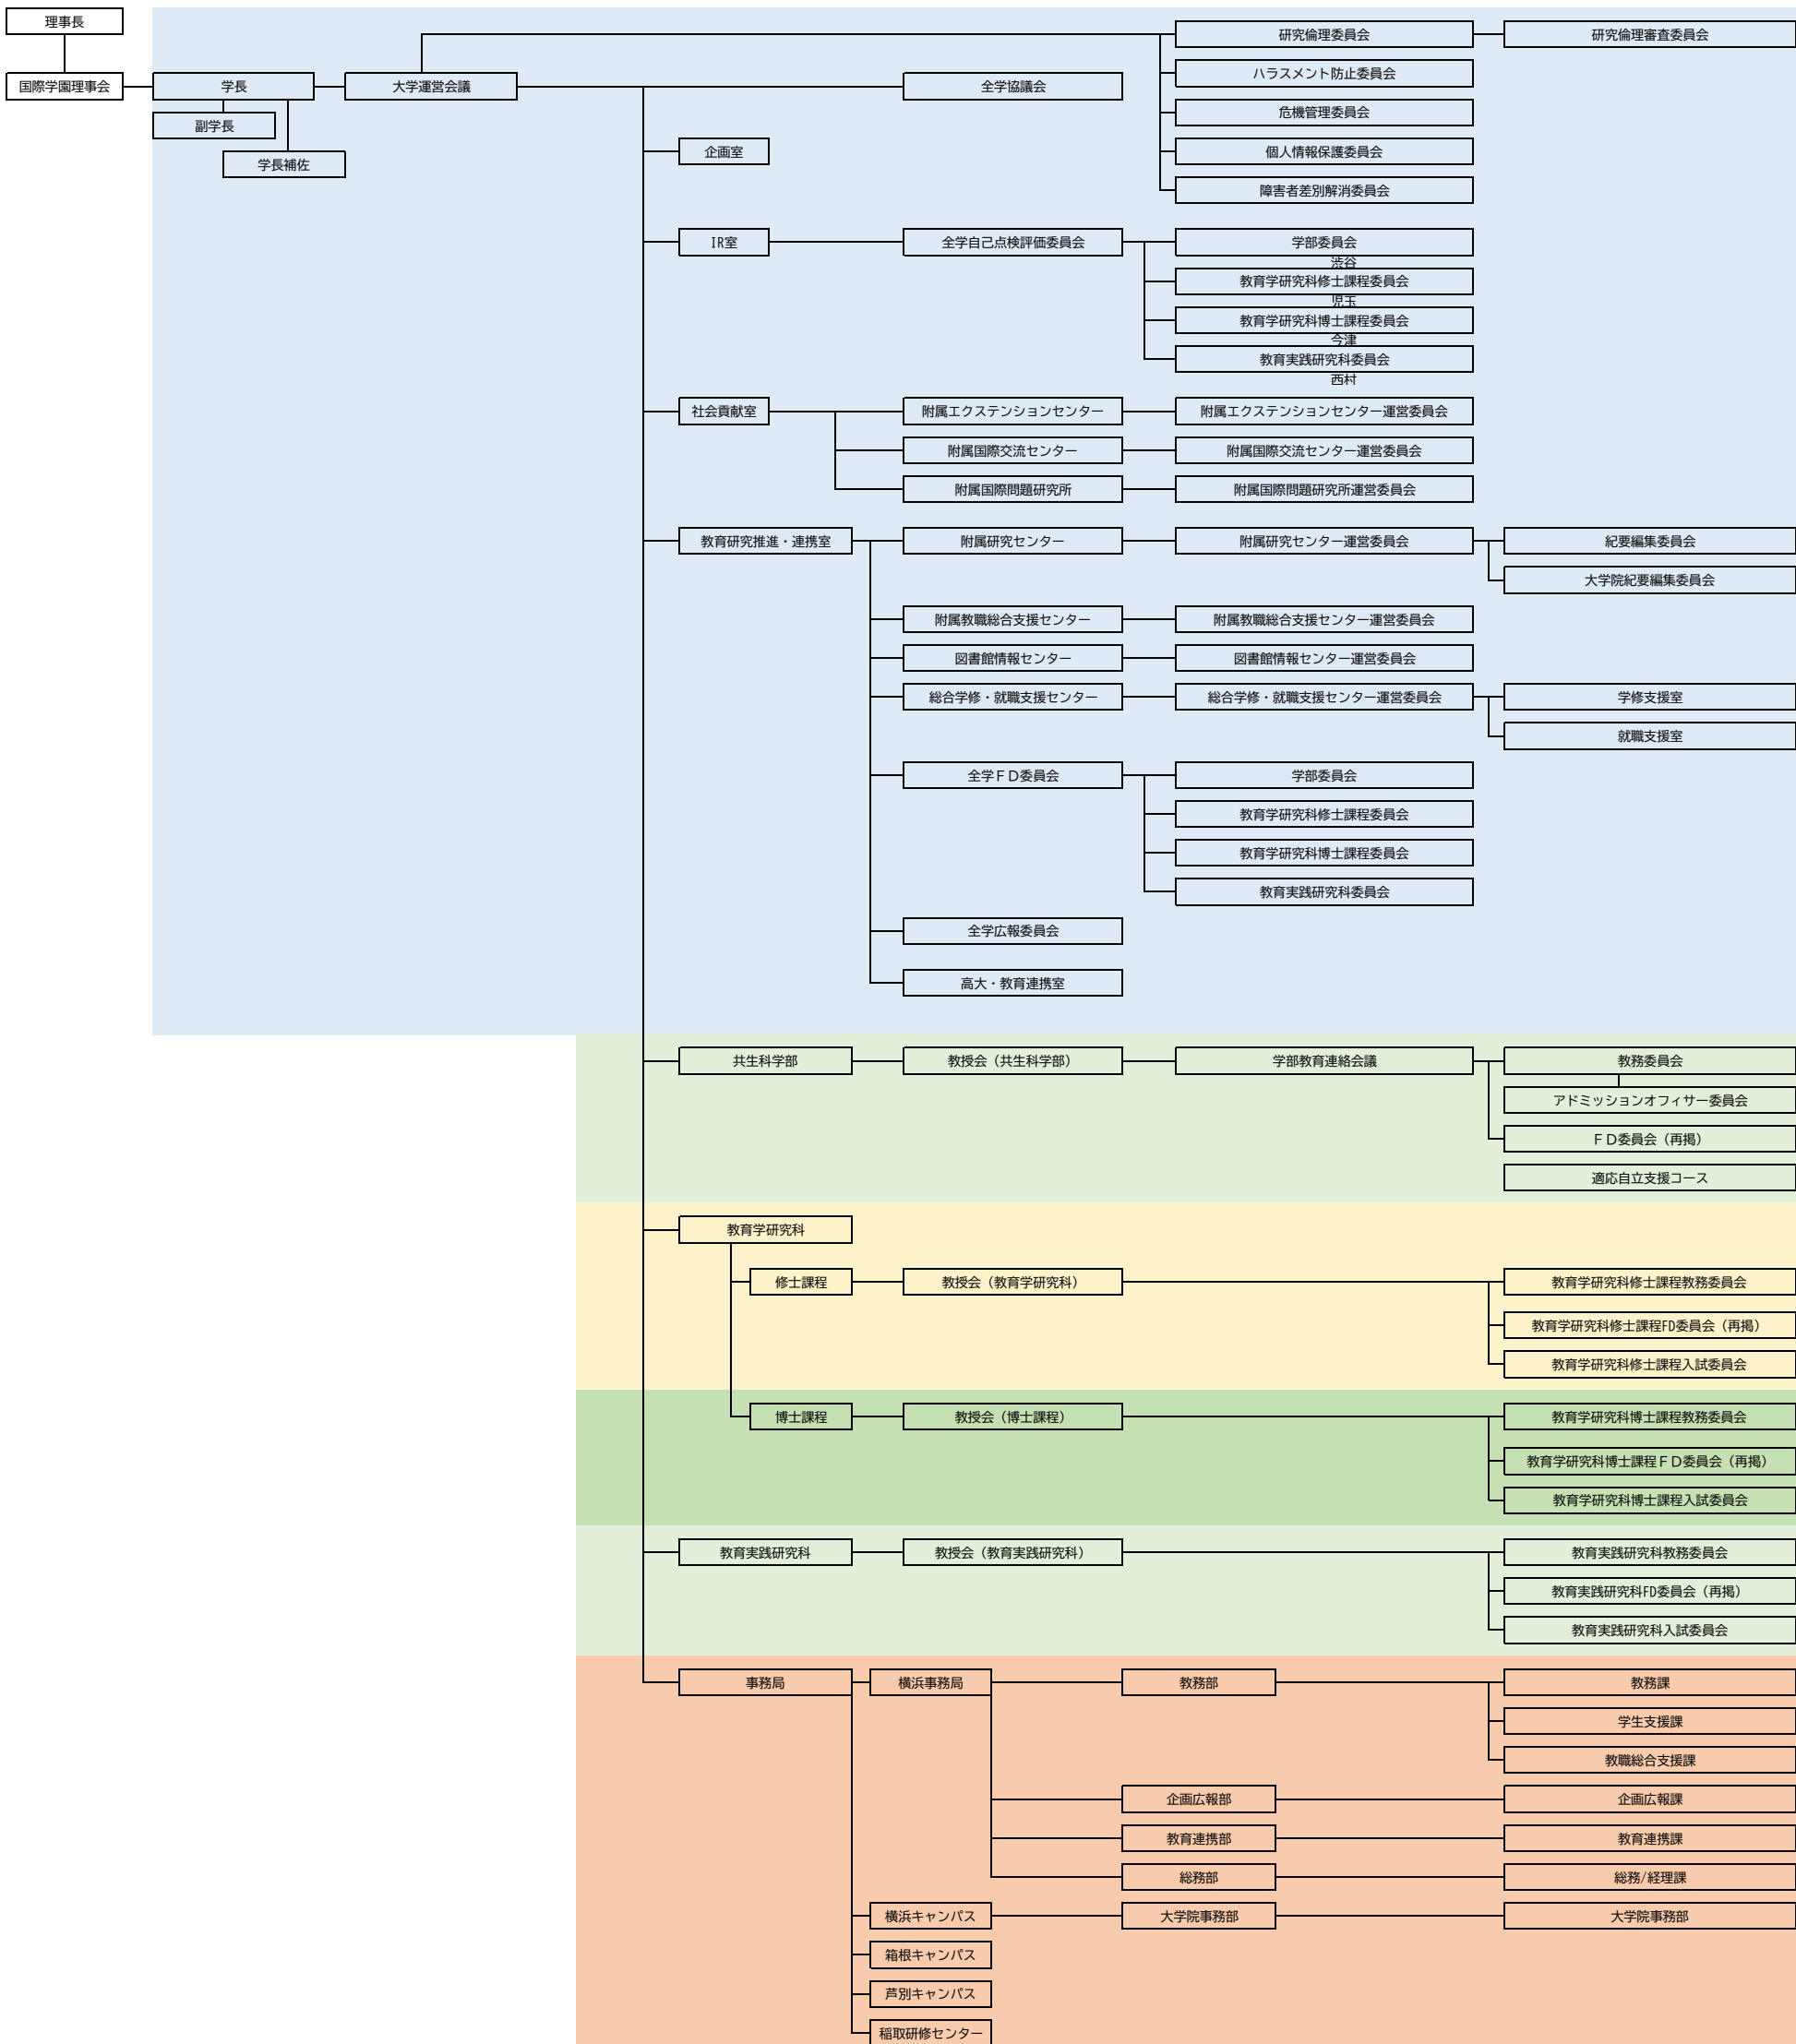 理事長
研究倫理委員会
研究倫理審査委員会
ハラスメント防止委員会
国際学園理事会
学長
大学運営会議
全学協議会
危機管理委員会
副学長
企画室
個人情報保護委員会
学長補佐
障害者差別解消委員会
IR室
全学自己点検評価委員会
学部委員会
渋谷
教育学研究科修士課程委員会
児玉
教育学研究科博士課程委員会
今津
教育実践研究科委員会
西村
社会貢献室
附属エクステンションセンター
附属エクステンションセンター運営委員会
附属国際交流センター
附属国際交流センター運営委員会
附属国際問題研究所
附属国際問題研究所運営委員会
教育研究推進・連携室
附属研究センター
附属研究センター運営委員会
紀要編集委員会
大学院紀要編集委員会
附属教職総合支援センター
附属教職総合支援センター運営委員会
図書館情報センター
図書館情報センター運営委員会
総合学修・就職支援センター
総合学修・就職支援センター運営委員会
学修支援室
就職支援室
全学ＦＤ委員会
学部委員会
教育学研究科修士課程委員会
教育学研究科博士課程委員会
教育実践研究科委員会
全学広報委員会
高大・教育連携室
共生科学部
教授会（共生科学部）
学部教育連絡会議
教務委員会
アドミッションオフィサー委員会
ＦＤ委員会（再掲）
適応自立支援コース
教育学研究科
修士課程
教授会（教育学研究科）
教育学研究科修士課程教務委員会
教育学研究科修士課程FD委員会（再掲）
教育学研究科修士課程入試委員会
博士課程
教授会（博士課程）
教育学研究科博士課程教務委員会
教育学研究科博士課程ＦＤ委員会（再掲）
教育学研究科博士課程入試委員会
教育実践研究科
教授会（教育実践研究科）
教育実践研究科教務委員会
教育実践研究科FD委員会（再掲）
教育実践研究科入試委員会
事務局
横浜事務局
教務部
教務課
学生支援課
教職総合支援課
企画広報部
企画広報課
教育連携部
教育連携課
総務部
総務/経理課
横浜キャンパス
大学院事務部
大学院事務部
箱根キャンパス
芦別キャンパス
稲取研修センター